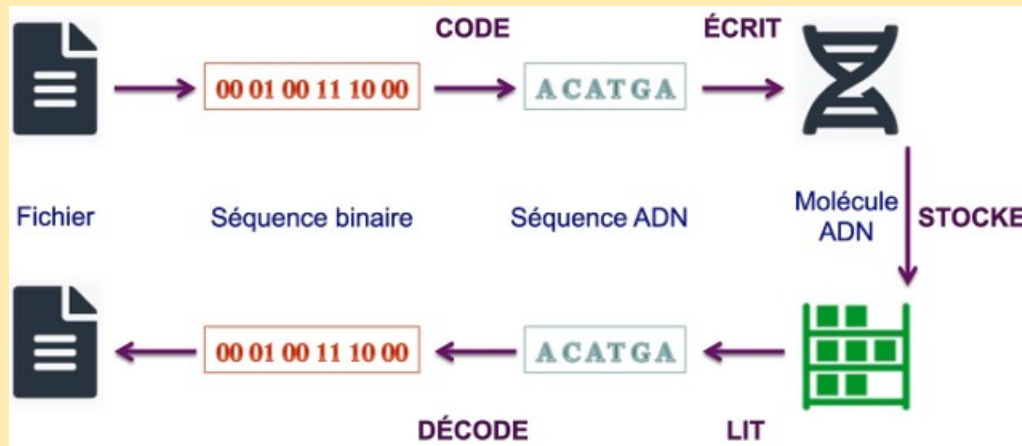 CODE
ÉCRIT
00 01 00 11 10 00
ACATGA
Fichier
Séquence binaire
Séquence ADN
Molécule
ADN
STOCKE
00 01 00 11 10 00
ACATGA
DÉCODE
LIT